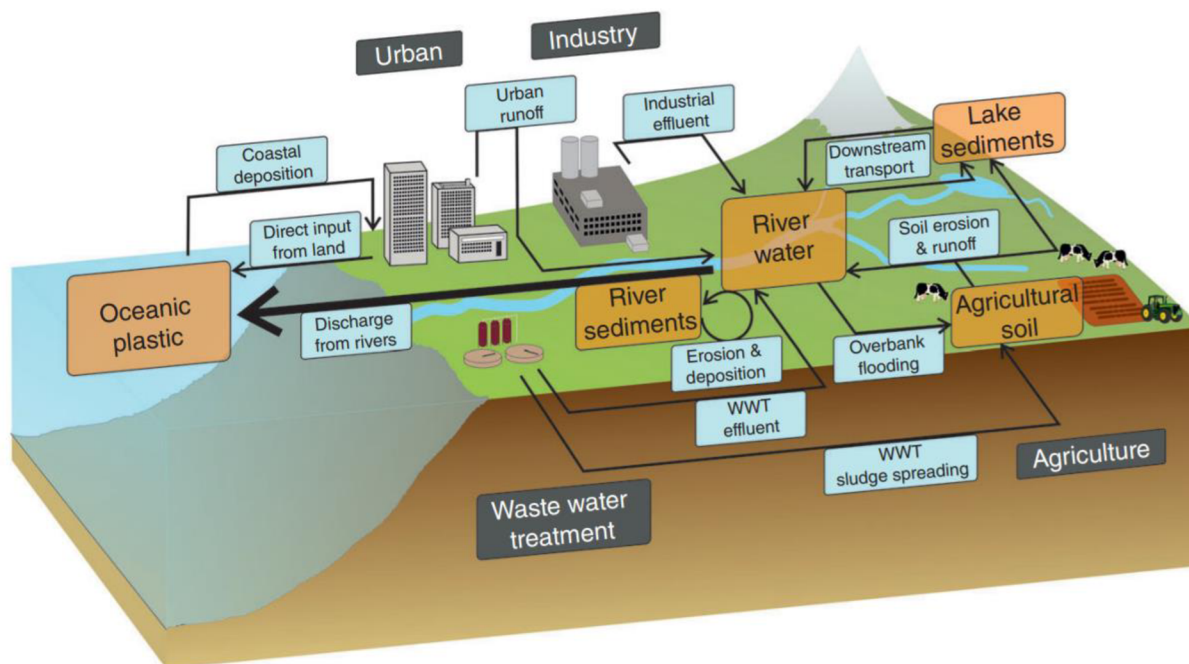 Urban
Industry
Urban
runoff
Industrial
effluent
Lake
sediments
Coastal
deposition
Downstream
transport
Direct input
from land
River
water
Soil erosion
& runoff
Oceanic
plastic
River
sediments
Agricultural
soil
Discharge
from rivers
Erosion &
deposition
Overbank
flooding
WWT
effluent
WWT
sludge spreading
Agriculture
Waste water
treatment